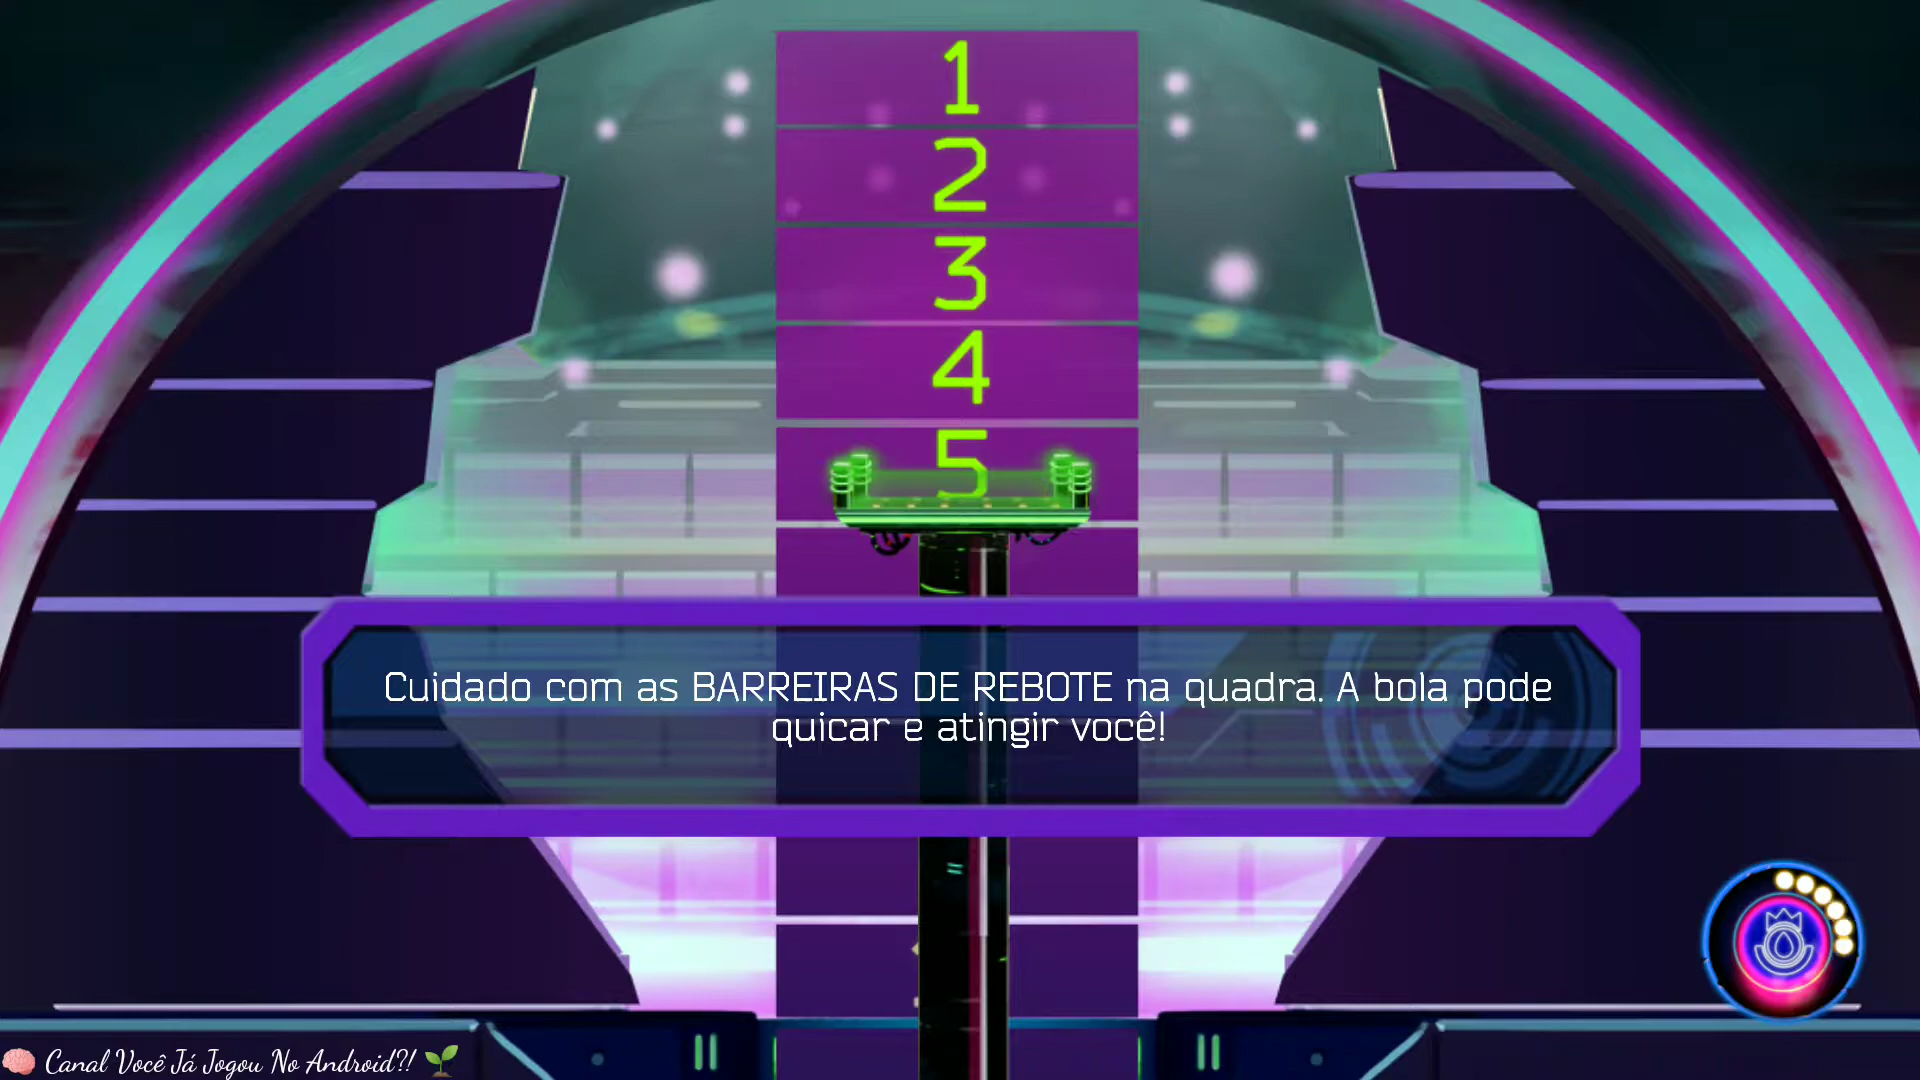 1
2
3
4
5
Cuidado com as BARREIRAS DE REBOTE na quadra. A bola pode
quicar e atingir você!
🧠 Canal Você Já Jogou No Android?! 🌱